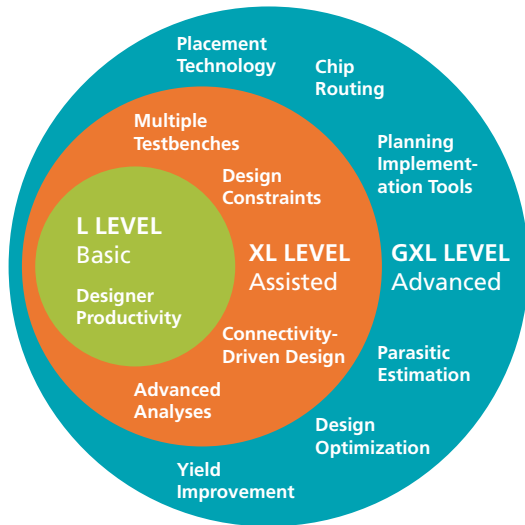 Placement
Technology
Chip
Routing
Multiple
Testbenches
Planning
Implement-
ation Tools
Design
Constraints
L LEVEL
Basic
XL LEVEL
Assisted
GXL LEVEL
Advanced
Designer
Productivity
Connectivity-
Driven Design
Parasitic
Estimation
Advanced
Analyses
Design
Optimization
Yield
Improvement